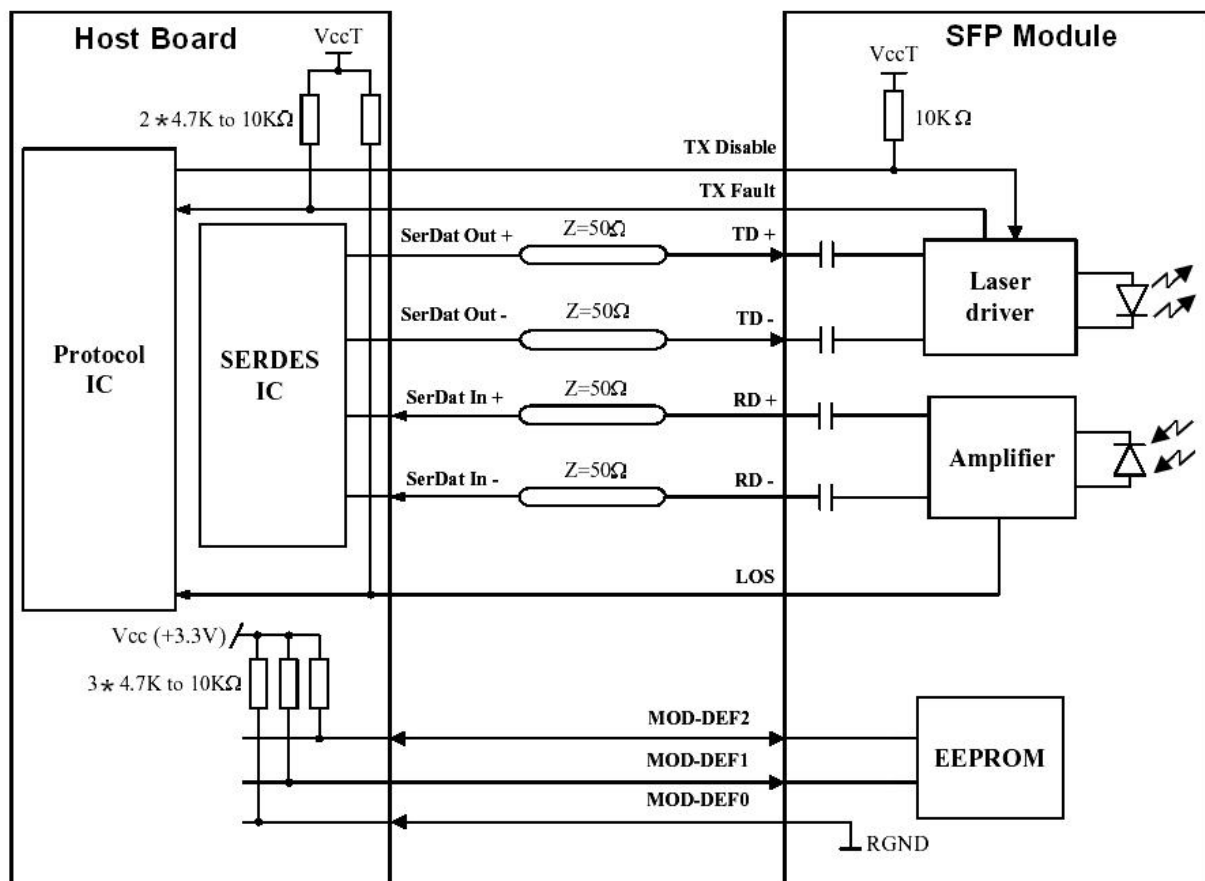 Host Board
SFP Module
VccT
VccT
2*4.7K to 10KΩ
10KΩ
TX Disable
TX Fault
SerDat Out +
Z=50Ω
TD +
Laser
driver
SerDat Out -
Z=50Ω
TD -
Protocol
IC
SERDES
IC
SerDat In +
Z=50Ω
RD +
Amplifier
SerDat In -
Z=50Ω
RD -
LOS
Vcc (+3.3V)
3*4.7K to 10KΩ
MOD-DEF2
MOD-DEF1
EEPROM
MOD-DEF0
RGND